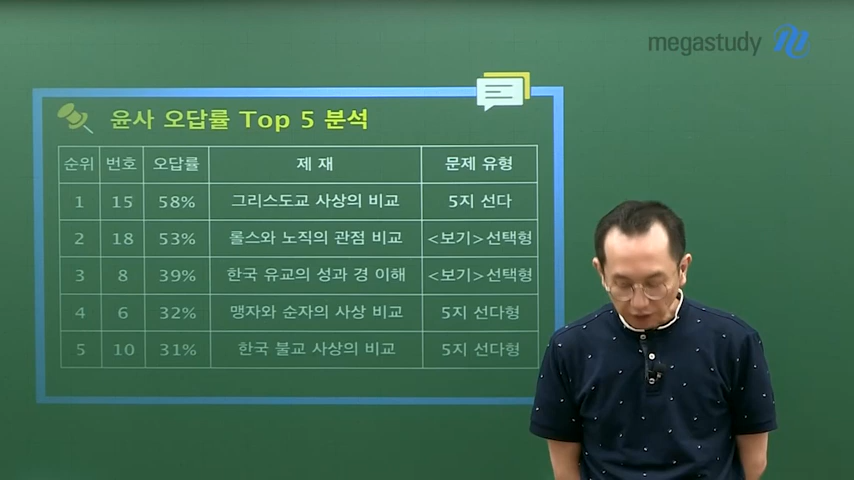 megastudy
윤사 오답률 Top 5 분석
순위 번호 오답률 제 재 문제 유형
1 15 58% 그리스도교 사상의 비교 5지 선다
2 18 53% 롤스와 노직의 관점 비교 <보기>선택형
3 8 39% 한국 유교의 성과 경 이해 <보기>선택형
4 6 32% 맹자와 순자의 사상 비교 5지 선다형
5 10 31% 한국 불교 사상의 비교 5지 선다형